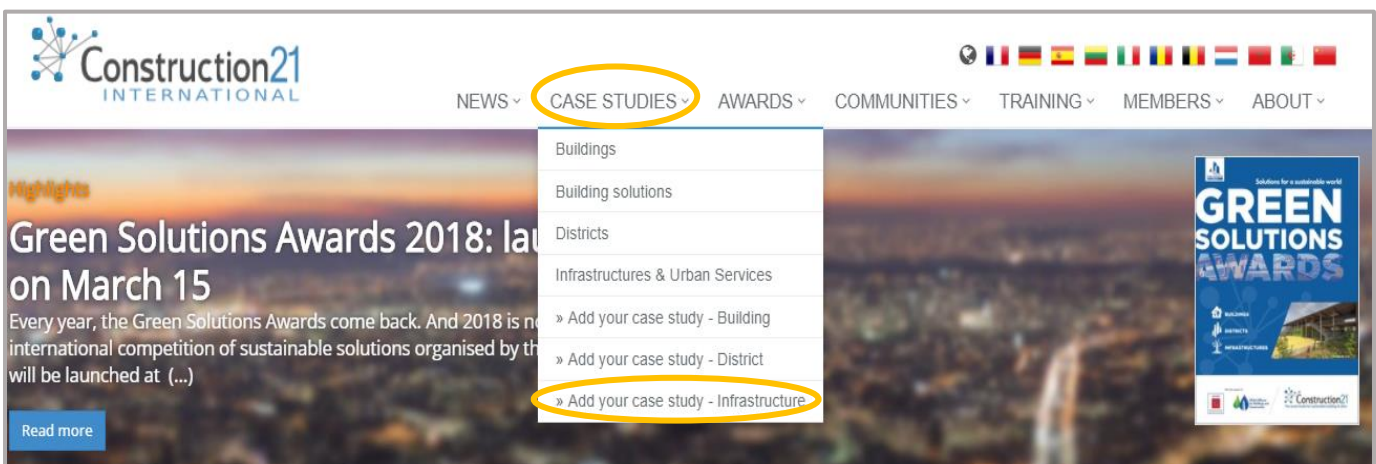 Construction21
INTERNATIONAL
NEWS
CASE STUDIES
AWARDS
COMMUNITIES
TRAINING
MEMBERS
ABOUT
Buildings
Building solutions
Districts
Infrastructures & Urban Services
» Add your case study - Building
» Add your case study - District
» Add your case study - Infrastructure
Highlights
Green Solutions Awards 2018: lau
on March 15
Every year, the Green Solutions Awards come back. And 2018 is no
international competition of sustainable solutions organised by th
will be launched at (...)
Read more
Solutions for a sustainable world
GREEN
SOLUTIONS
AWARDS
BUILDINGS
DISTRICTS
INFRASTRUCTURES
Construction21